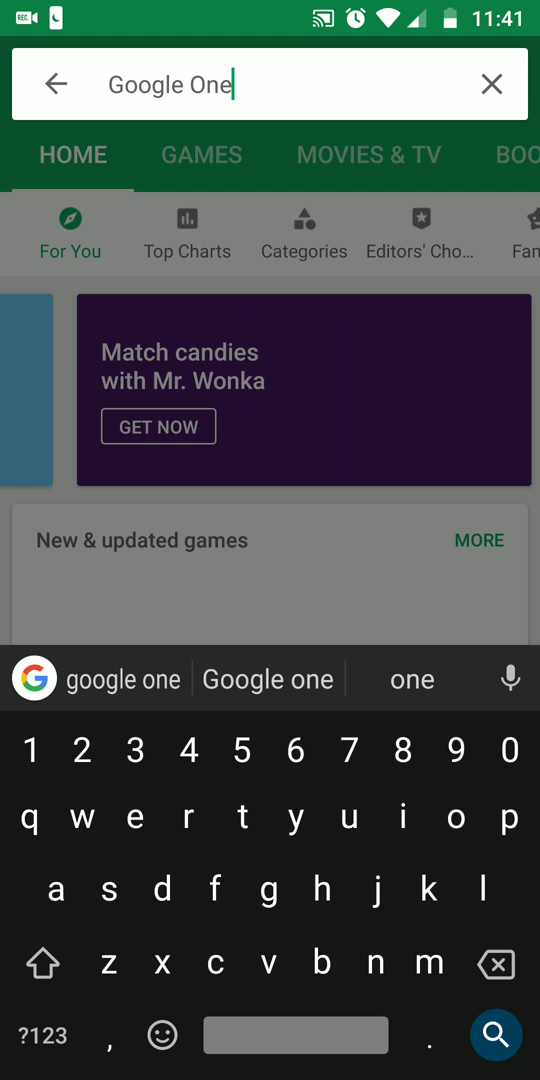 REC 11:41
Google One
HOME GAMES MOVIES & TV BOO
For You Top Charts Categories Editors' Cho... Fan
Match candies
with Mr. Wonka
GET NOW
New & updated games MORE
G google one Google one one
1 2 3 4 5 6 7 8 9 0
q w e r t y u i o p
a s d f g h j k l
z x c v b n m
?123 , .